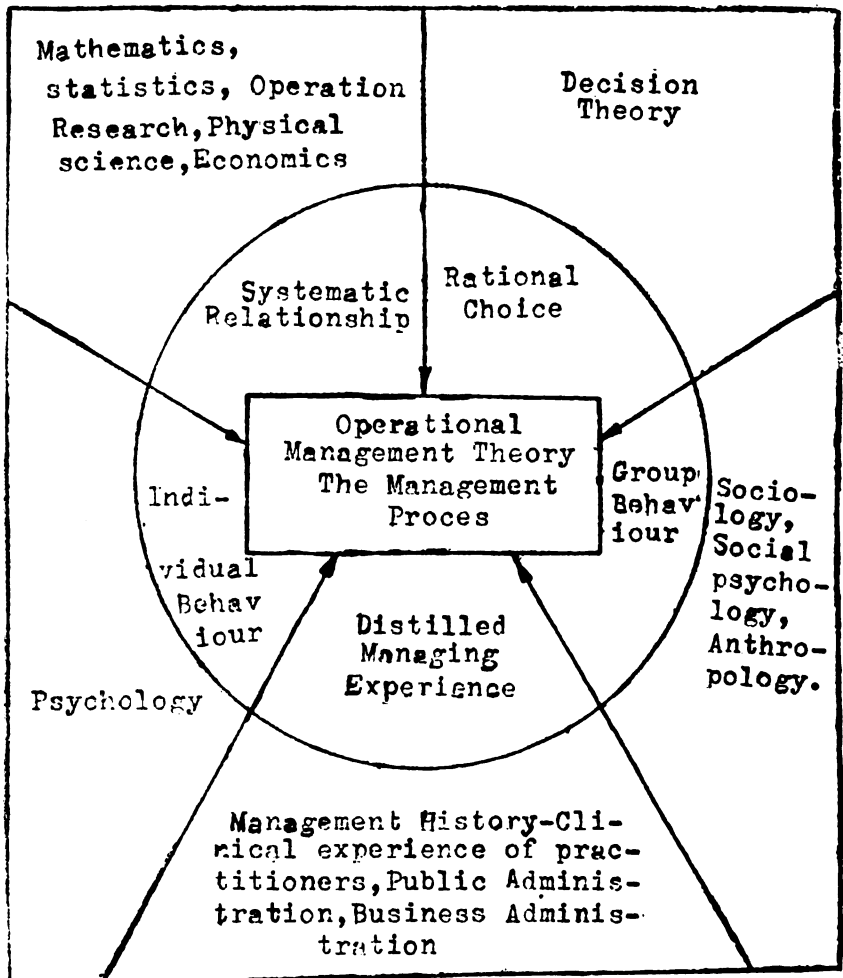 Mathematics,
statistics, Operation
Research,Physical
science,Economics
Decision
Theory
Systematic
Relationship
Rational
Choice
Operational
Management Theory
The Management
Proces
Indi-
vidual
Behav
iour
Group
Behav
iour
Socio-
logy,
Social
psycho-
logy,
Anthro-
pology.
Distilled
Managing
Experience
Psychology
Management History-Cli-
nical experience of prac-
titioners,Public Adminis-
tration,Business Adminis-
tration